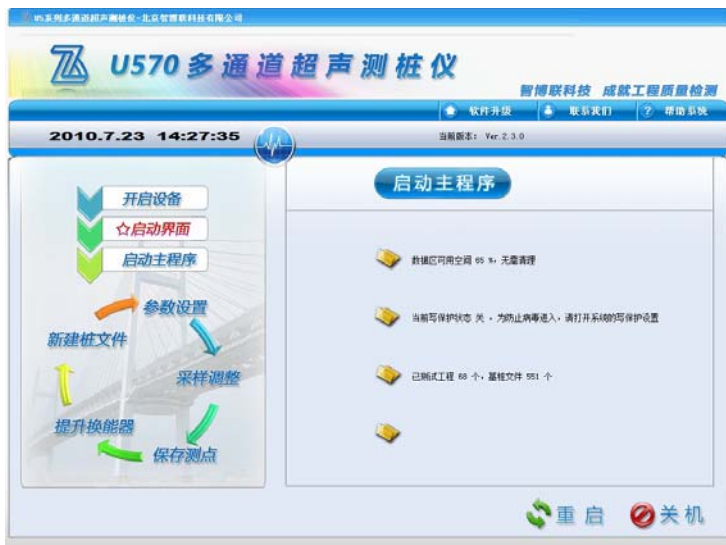 U5系列多通道超声测桩仪-北京智博联科技有限公司
U570多通道超声测桩仪
智博联科技 成就工程质量检测
软件升级 联系我们 帮助系统
2010.7.23 14:27:35
当前版本: Ver.2.3.0
启动主程序
开启设备
☆启动界面
启动主程序
参数设置
新建桩文件
采样调整
提升换能器
保存测点
数据区可用空间 65 %, 无需清理
当前写保护状态 关 , 为防止病毒进入, 请打开系统的写保护设置
已测试工程 68 个, 基桩文件 551 个
重启 关机